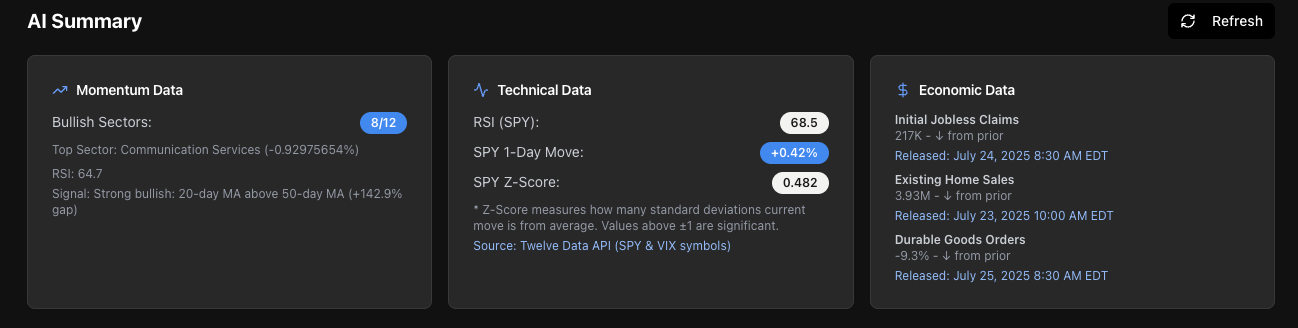 AI Summary
Refresh
Momentum Data
Bullish Sectors:
8/12
Top Sector: Communication Services (-0.92975654%)
RSI: 64.7
Signal: Strong bullish: 20-day MA above 50-day MA (+142.9%
gap)
Technical Data
RSI (SPY):
68.5
SPY 1-Day Move:
+0.42%
SPY Z-Score:
0.482
* Z-Score measures how many standard deviations current
move is from average. Values above ±1 are significant.
Source: Twelve Data API (SPY & VIX symbols)
Economic Data
Initial Jobless Claims
217K - ↓ from prior
Released: July 24, 2025 8:30 AM EDT
Existing Home Sales
3.93M - ↓ from prior
Released: July 23, 2025 10:00 AM EDT
Durable Goods Orders
-9.3% - ↓ from prior
Released: July 25, 2025 8:30 AM EDT